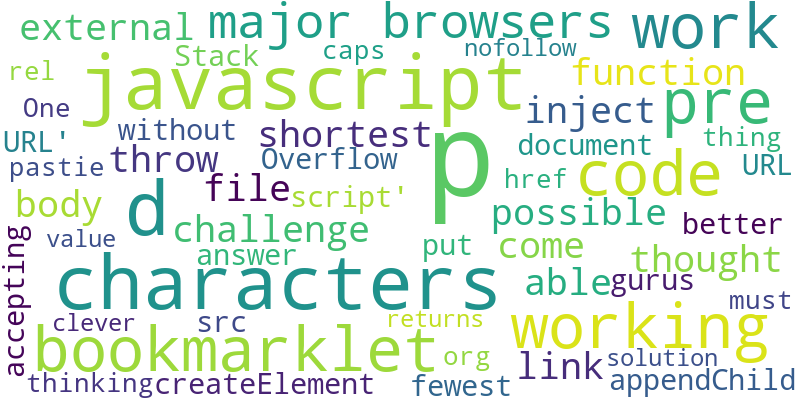 external major browsers work
Stack caps nofollow
rel javascript function
One inject pre
URL' without shortest document thing
pastie throw Overflow p code URL
href
body d file script' possible better
challenge
value answer put come thought
accepting characters able gurus
must
clever src returns working
bookmarklet org link solution
thinking createElement fewest appendChild